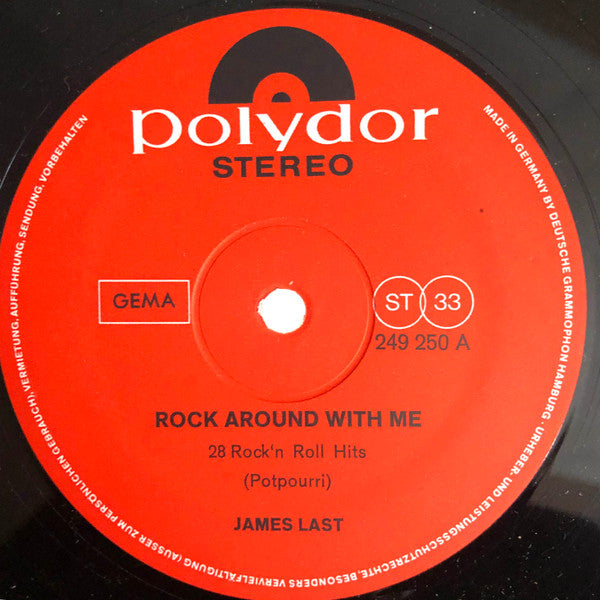 polydor
STEREO
GEMA
ST 33
249 250 A
ROCK AROUND WITH ME
28 Rock'n Roll Hits
(Potpourri)
JAMES LAST
MADE IN GERMANY BY DEUTSCHE GRAMMOPHON HAMBURG · URHEBER- UND LEISTUNGSSCHUTZRECHTE, BESONDERS VERVIELFÄLTIGUNG (AUSSER ZUM PERSÖNLICHEN GEBRAUCH), VERMIETUNG, AUFFÜHRUNG, SENDUNG, VORBEHALTEN